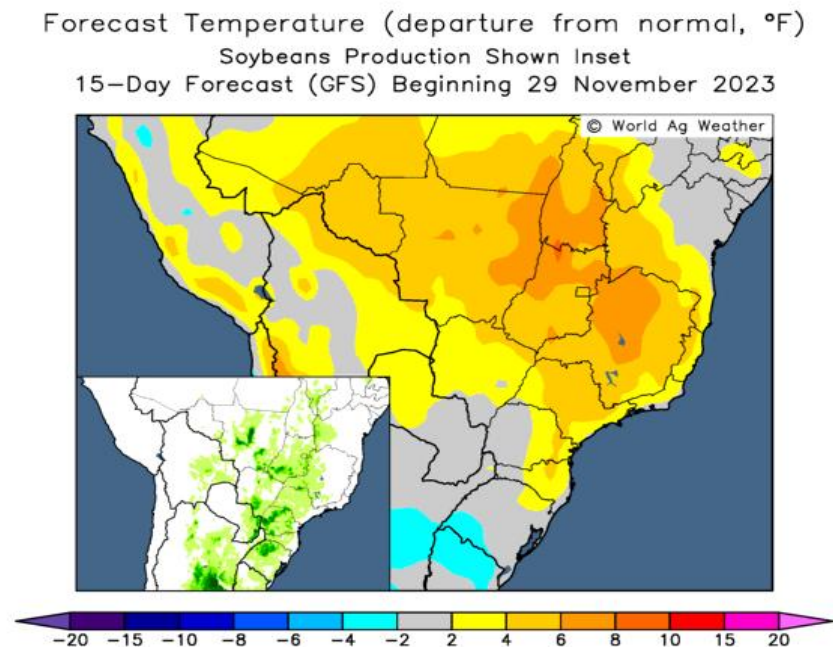 Forecast Temperature (departure from normal, °F)
Soybeans Production Shown Inset
15-Day Forecast (GFS) Beginning 29 November 2023
© World Ag Weather
-20 -15 -10 -8 -6 -4 -2 2 4 6 8 10 15 20